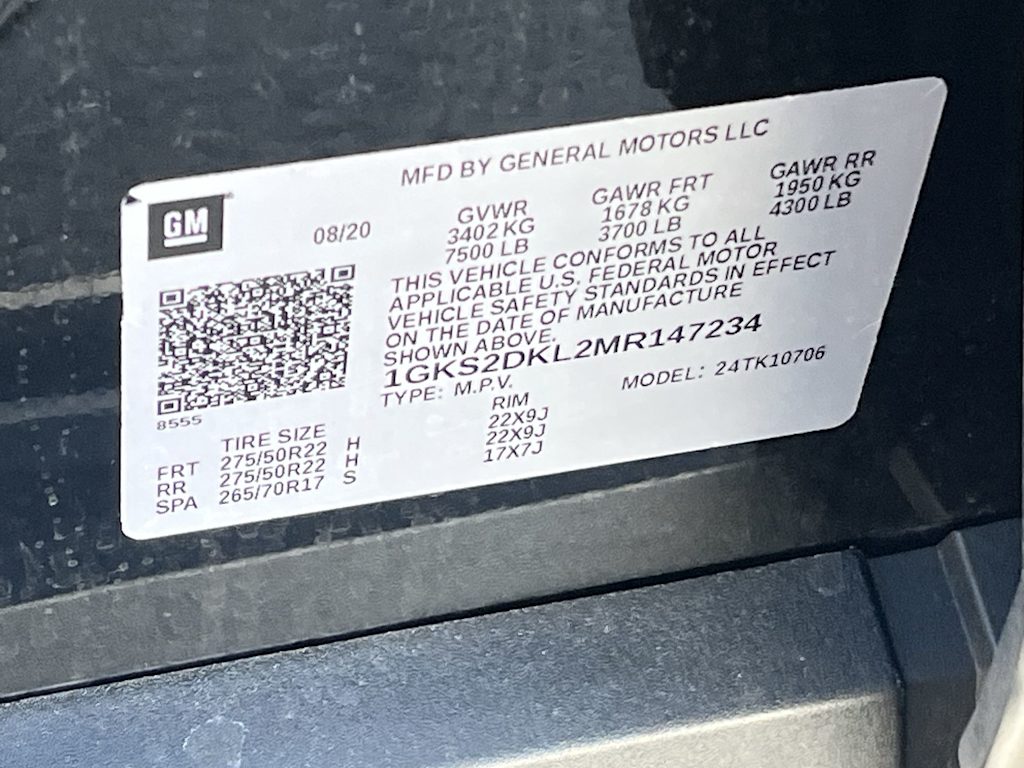 MFD BY GENERAL MOTORS LLC
GM
08/20
GVWR GAWR FRT GAWR RR
3402 KG 1678 KG 1950 KG
7500 LB 3700 LB 4300 LB
THIS VEHICLE CONFORMS TO ALL
APPLICABLE U.S. FEDERAL MOTOR
VEHICLE SAFETY STANDARDS IN EFFECT
ON THE DATE OF MANUFACTURE
SHOWN ABOVE.
1GKS2DKL2MR147234
TYPE: M.P.V. MODEL: 24TK10706
8555
TIRE SIZE RIM
FRT 275/50R22 H 22X9J
RR 275/50R22 H 22X9J
SPA 265/70R17 S 17X7J